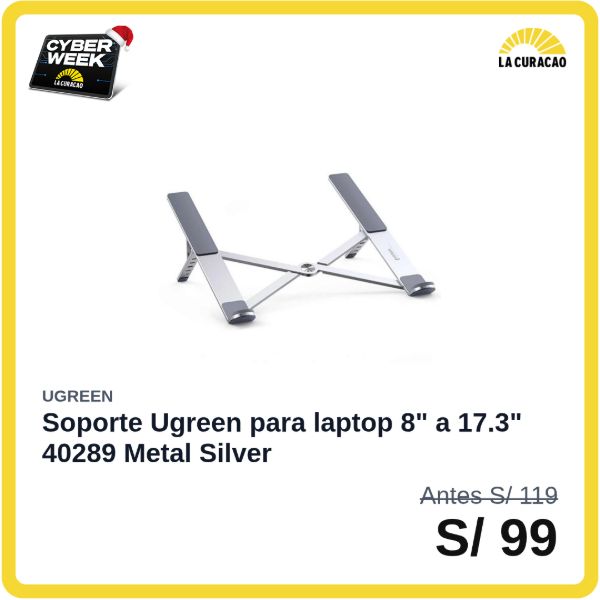 CYBER
WEEK
LA CURACAO
LA CURACAO
UGREEN
Soporte Ugreen para laptop 8" a 17.3"
40289 Metal Silver
Antes S/ 119
S/ 99